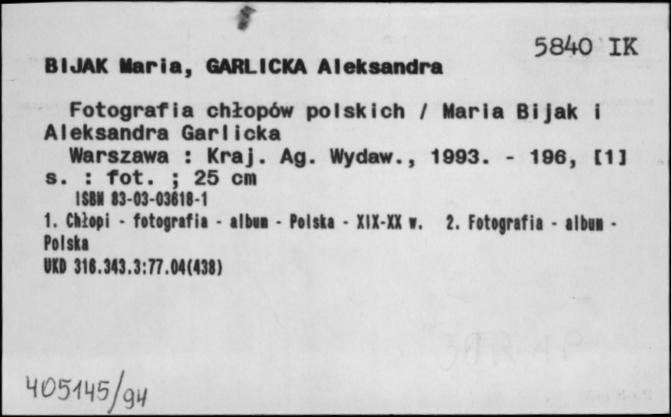 5840 IK
BIJAK Maria, GARLICKA Aleksandra
Fotografia chłopów polskich / Maria Bijak i
Aleksandra Garlicka
Warszawa : Kraj. Ag. Wydaw., 1993. - 196, [1]
s. : fot. ; 25 cm
ISBN 83-03-03618-1
1. Chłopi - fotografia - album - Polska - XIX-XX w. 2. Fotografia - album -
Polska
UKD 316.343.3:77.04(438)
405145/94